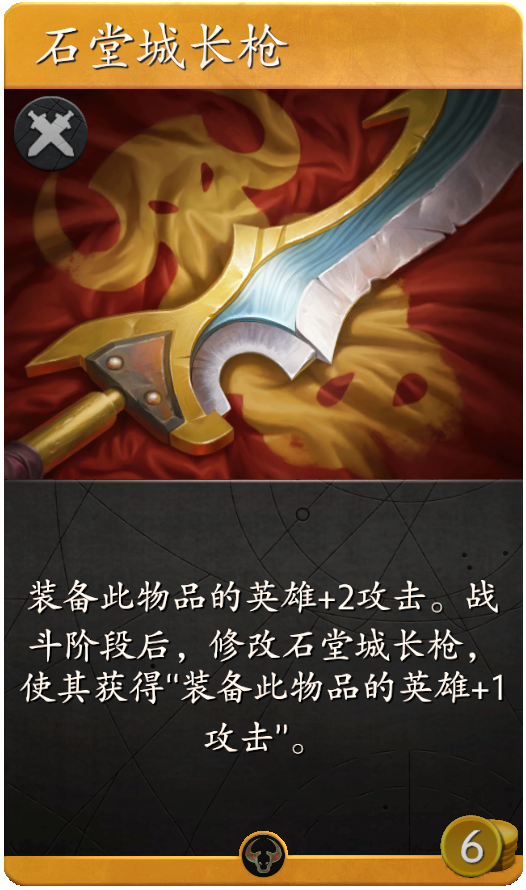 石堂城长枪
装备此物品的英雄+2攻击。战
斗阶段后，修改石堂城长枪，
使其获得"装备此物品的英雄+1
攻击"。
6